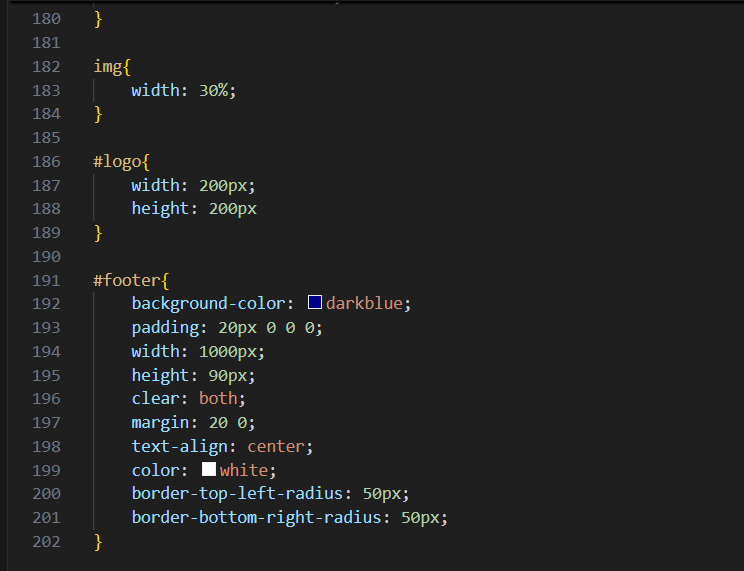 180 }
181
182 img{
183     width: 30%;
184 }
185
186 #logo{
187     width: 200px;
188     height: 200px
189 }
190
191 #footer{
192     background-color: darkblue;
193     padding: 20px 0 0 0;
194     width: 1000px;
195     height: 90px;
196     clear: both;
197     margin: 20 0;
198     text-align: center;
199     color: white;
200     border-top-left-radius: 50px;
201     border-bottom-right-radius: 50px;
202 }